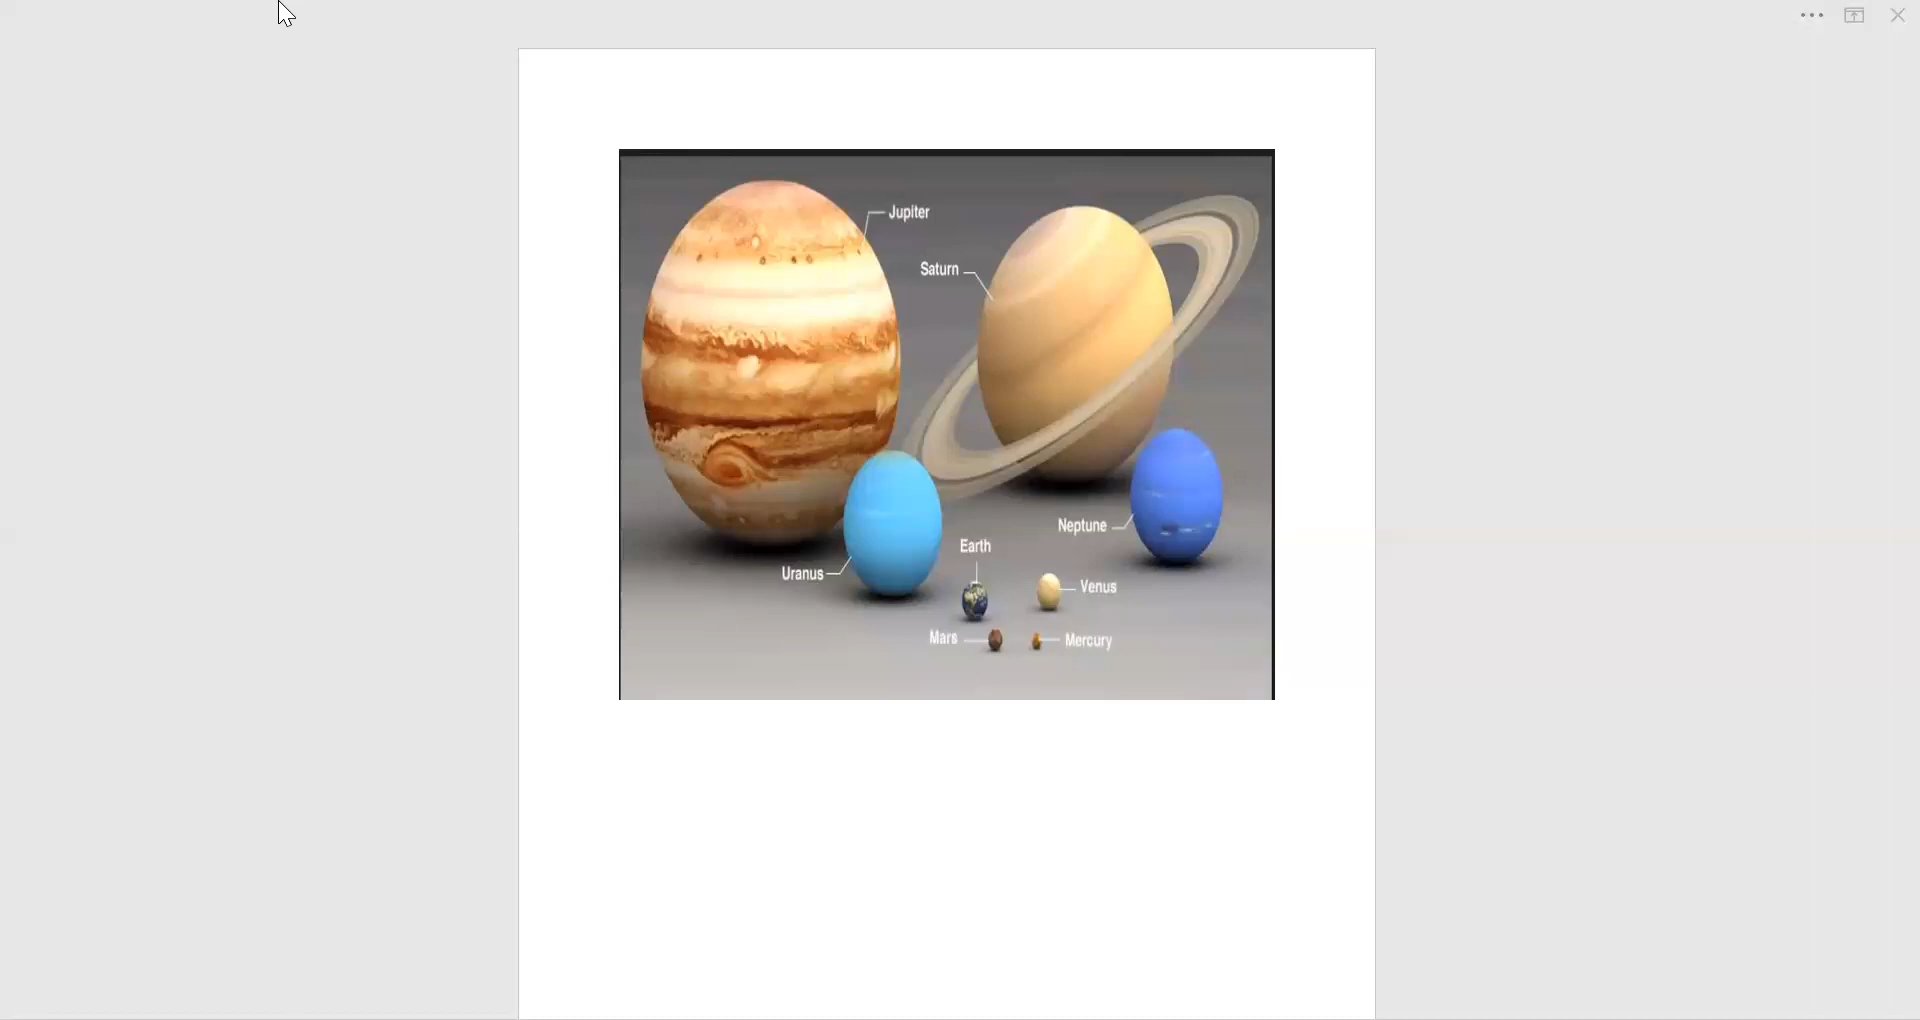 Jupiter
Saturn
Neptune
Earth
Uranus
Venus
Mars
Mercury